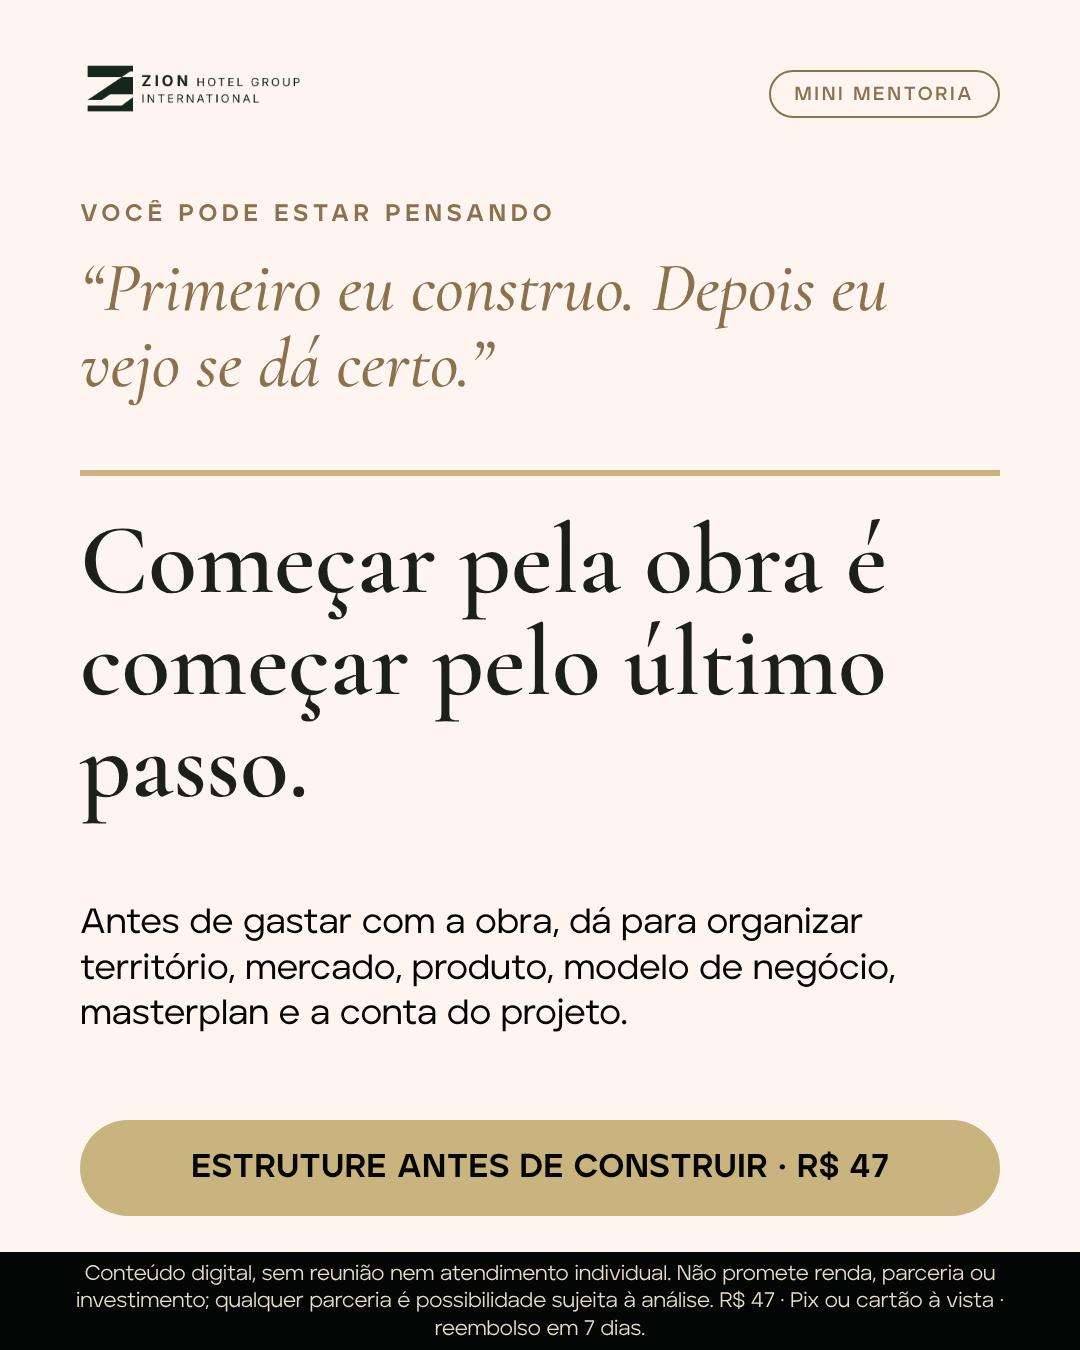 ZION HOTEL GROUP
INTERNATIONAL
MINI MENTORIA
VOCÊ PODE ESTAR PENSANDO
“Primeiro eu construo. Depois eu
vejo se dá certo.”
Começar pela obra é
começar pelo último
passo.
Antes de gastar com a obra, dá para organizar
território, mercado, produto, modelo de negócio,
masterplan e a conta do projeto.
ESTRUTURE ANTES DE CONSTRUIR · R$ 47
Conteúdo digital, sem reunião nem atendimento individual. Não promete renda, parceria ou
investimento; qualquer parceria é possibilidade sujeita à análise. R$ 47 · Pix ou cartão à vista ·
reembolso em 7 dias.